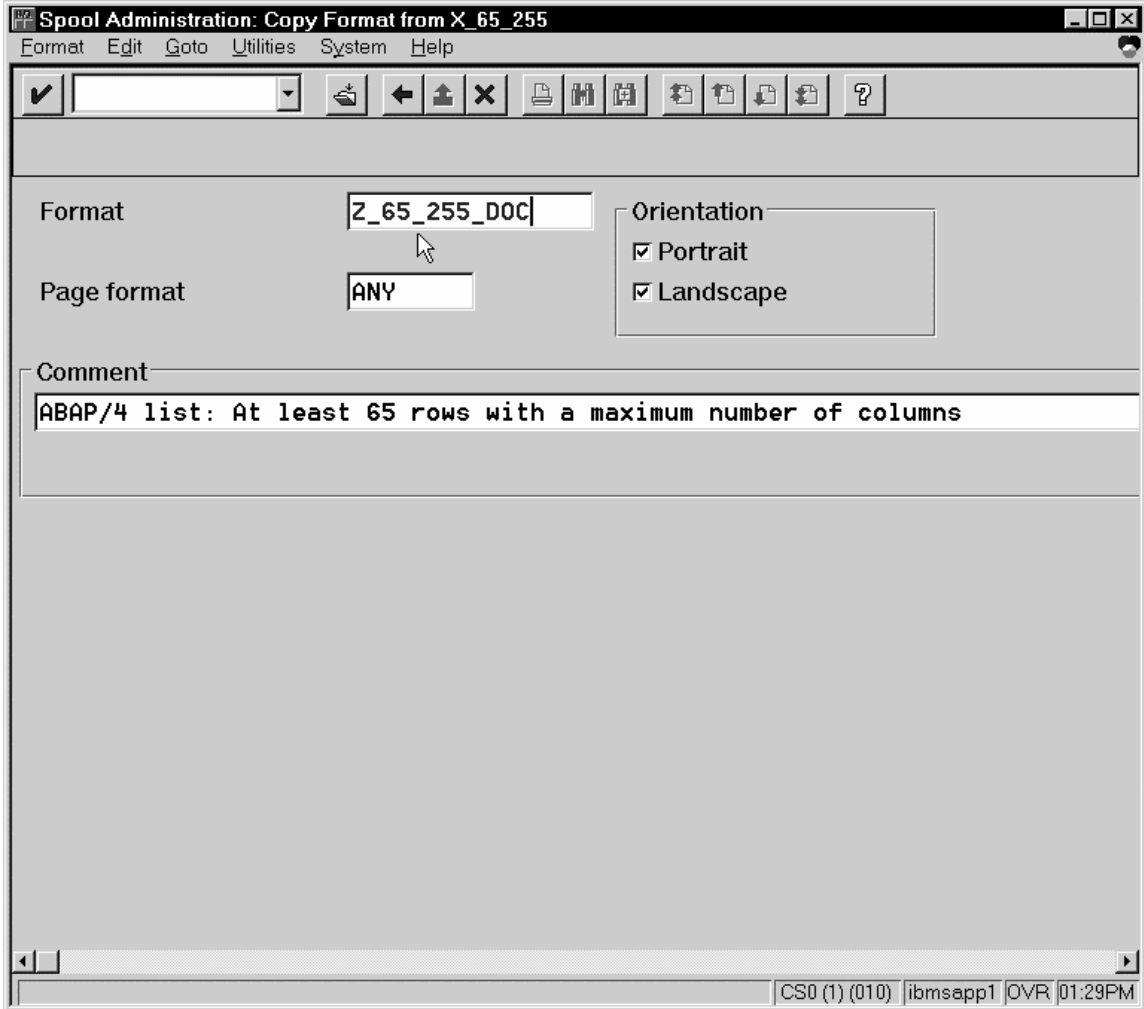 Spool Administration: Copy Format from X_65_255
Format Edit Goto Utilities System Help
Format Z_65_255_DOC
Orientation
Portrait
Page format ANY
Landscape
Comment
ABAP/4 list: At least 65 rows with a maximum number of columns
CS0 (1) (010) ibmsapp1 OVR 01:29PM